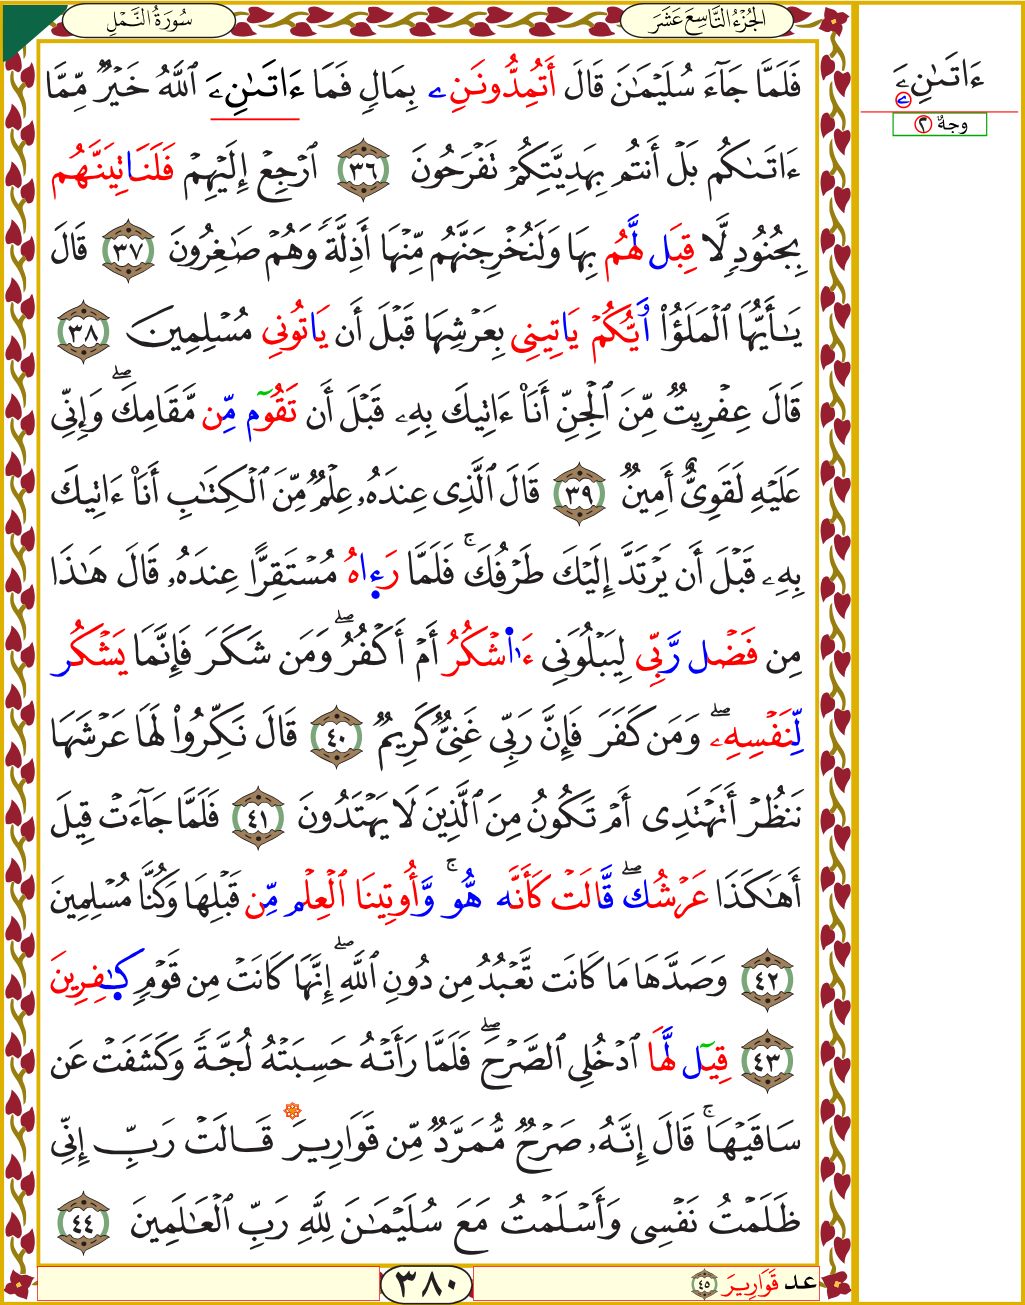 سُورَةُ النَّمْلِ
الجُزْءُ التَّاسِعَ عَشَرَ
فَلَمَّا جَآءَ سُلَيْمَٰنَ قَالَ أَتُمِدُّونَنِۦ بِمَالٍ فَمَا ءَاتَىٰنِۦَ ٱللَّهُ خَيْرٌ مِّمَّا
ءَاتَىٰكُم بَلْ أَنتُم بِهَدِيَّتِكُمْ تَفْرَحُونَ ٣٦ ٱرْجِعْ إِلَيْهِمْ فَلَنَاتِيَنَّهُم
بِجُنُودٍ لَّا قِبَل لَّهُم بِهَا وَلَنُخْرِجَنَّهُم مِّنْهَا أَذِلَّةً وَهُمْ صَٰغِرُونَ ٣٧ قَالَ
يَٰٓأَيُّهَا ٱلْمَلَؤُا۟ اَ۬يُّكُمْ يَاتِينِى بِعَرْشِهَا قَبْلَ أَن يَاتُونِى مُسْلِمِينَ ٣٨
قَالَ عِفْرِيتٌ مِّنَ ٱلْجِنِّ أَنَا۠ ءَاتِيكَ بِهِۦ قَبْلَ أَن تَقُوٓم مِّن مَّقَامِكَ ۖ وَإِنِّى
عَلَيْهِ لَقَوِىٌّ أَمِينٌ ٣٩ قَالَ ٱلَّذِى عِندَهُۥ عِلْمٌ مِّنَ ٱلْكِتَٰبِ أَنَا۠ ءَاتِيكَ
بِهِۦ قَبْلَ أَن يَرْتَدَّ إِلَيْكَ طَرْفُكَ ۚ فَلَمَّا رَءِاهُ مُسْتَقِرًّا عِندَهُۥ قَالَ هَٰذَا
مِن فَضْل رَّبِّى لِيَبْلُوَنِى ءَا۬شْكُرُ أَمْ أَكْفُرُ ۖ وَمَن شَكَرَ فَإِنَّمَا يَشْكُر
لِّنَفْسِهِۦ ۖ وَمَن كَفَرَ فَإِنَّ رَبِّى غَنِىٌّ كَرِيمٌ ٤٠ قَالَ نَكِّرُوا۟ لَهَا عَرْشَهَا
نَنظُرْ أَتَهْتَدِى أَمْ تَكُونُ مِنَ ٱلَّذِينَ لَا يَهْتَدُونَ ٤١ فَلَمَّا جَآءَتْ قِيلَ
أَهَٰكَذَا عَرْشُك ۖ قَّالَتْ كَأَنَّه هُّو ۚ وَّأُوتِينَا ٱلْعِلْم مِّن قَبْلِهَا وَكُنَّا مُسْلِمِينَ
٤٢ وَصَدَّهَا مَا كَانَت تَّعْبُدُ مِن دُونِ ٱللَّهِ ۖ إِنَّهَا كَانَتْ مِن قَوْمٍ كَٰفِرِينَ
٤٣ قِيٓل لَّهَا ٱدْخُلِى ٱلصَّرْحَ ۖ فَلَمَّا رَأَتْهُ حَسِبَتْهُ لُجَّةً وَكَشَفَتْ عَن
سَاقَيْهَا ۚ قَالَ إِنَّهُۥ صَرْحٌ مُّمَرَّدٌ مِّن قَوَارِيرَ قَالَتْ رَبِّ إِنِّى
ظَلَمْتُ نَفْسِى وَأَسْلَمْتُ مَعَ سُلَيْمَٰنَ لِلَّهِ رَبِّ ٱلْعَٰلَمِينَ ٤٤
ءَاتَىٰنِۦَ
وجهٌ ٢
٣٨٠
عد قَوَارِيرَ ٤٥